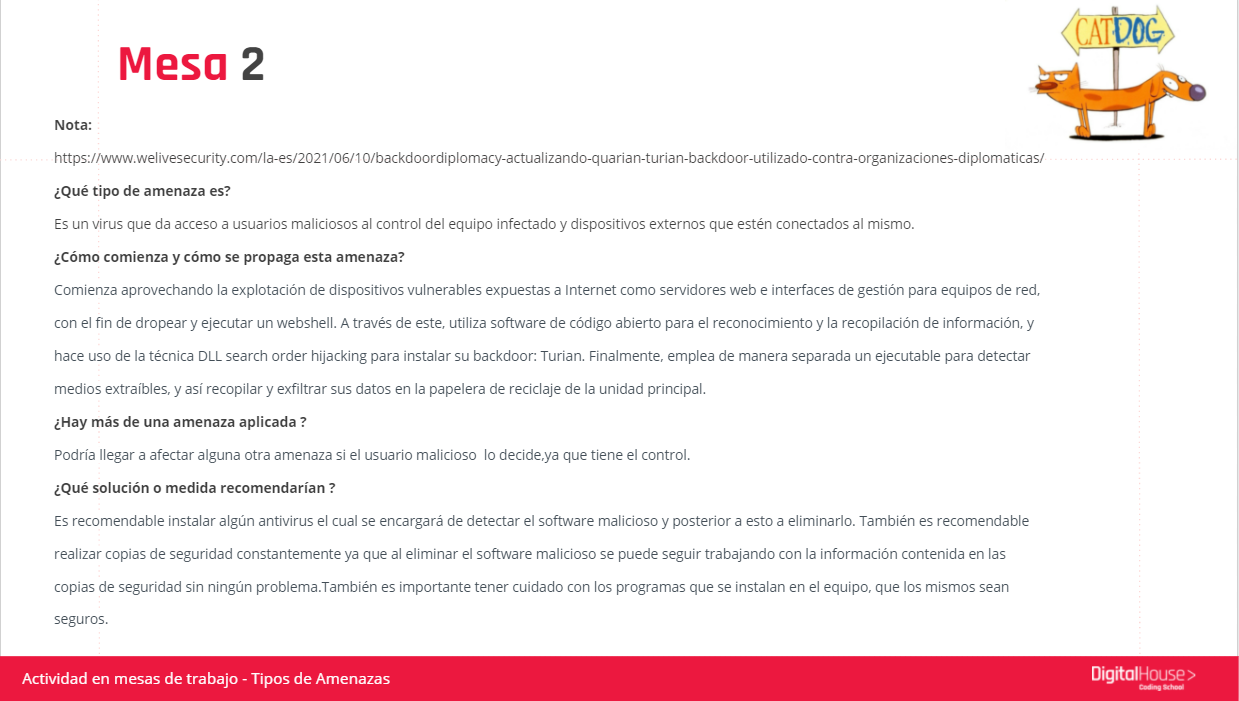 CATDOG
Mesa 2
Nota:
https://www.welivesecurity.com/la-es/2021/06/10/backdoordiplomacy-actualizando-quarian-turian-backdoor-utilizado-contra-organizaciones-diplomaticas/
¿Qué tipo de amenaza es?
Es un virus que da acceso a usuarios maliciosos al control del equipo infectado y dispositivos externos que estén conectados al mismo.
¿Cómo comienza y cómo se propaga esta amenaza?
Comienza aprovechando la explotación de dispositivos vulnerables expuestas a Internet como servidores web e interfaces de gestión para equipos de red,
con el fin de dropear y ejecutar un webshell. A través de este, utiliza software de código abierto para el reconocimiento y la recopilación de información, y
hace uso de la técnica DLL search order hijacking para instalar su backdoor: Turian. Finalmente, emplea de manera separada un ejecutable para detectar
medios extraíbles, y así recopilar y exfiltrar sus datos en la papelera de reciclaje de la unidad principal.
¿Hay más de una amenaza aplicada ?
Podría llegar a afectar alguna otra amenaza si el usuario malicioso  lo decide,ya que tiene el control.
¿Qué solución o medida recomendarían ?
Es recomendable instalar algún antivirus el cual se encargará de detectar el software malicioso y posterior a esto a eliminarlo. También es recomendable
realizar copias de seguridad constantemente ya que al eliminar el software malicioso se puede seguir trabajando con la información contenida en las
copias de seguridad sin ningún problema.También es importante tener cuidado con los programas que se instalan en el equipo, que los mismos sean
seguros.
Actividad en mesas de trabajo - Tipos de Amenazas
DigitalHouse>
Coding School